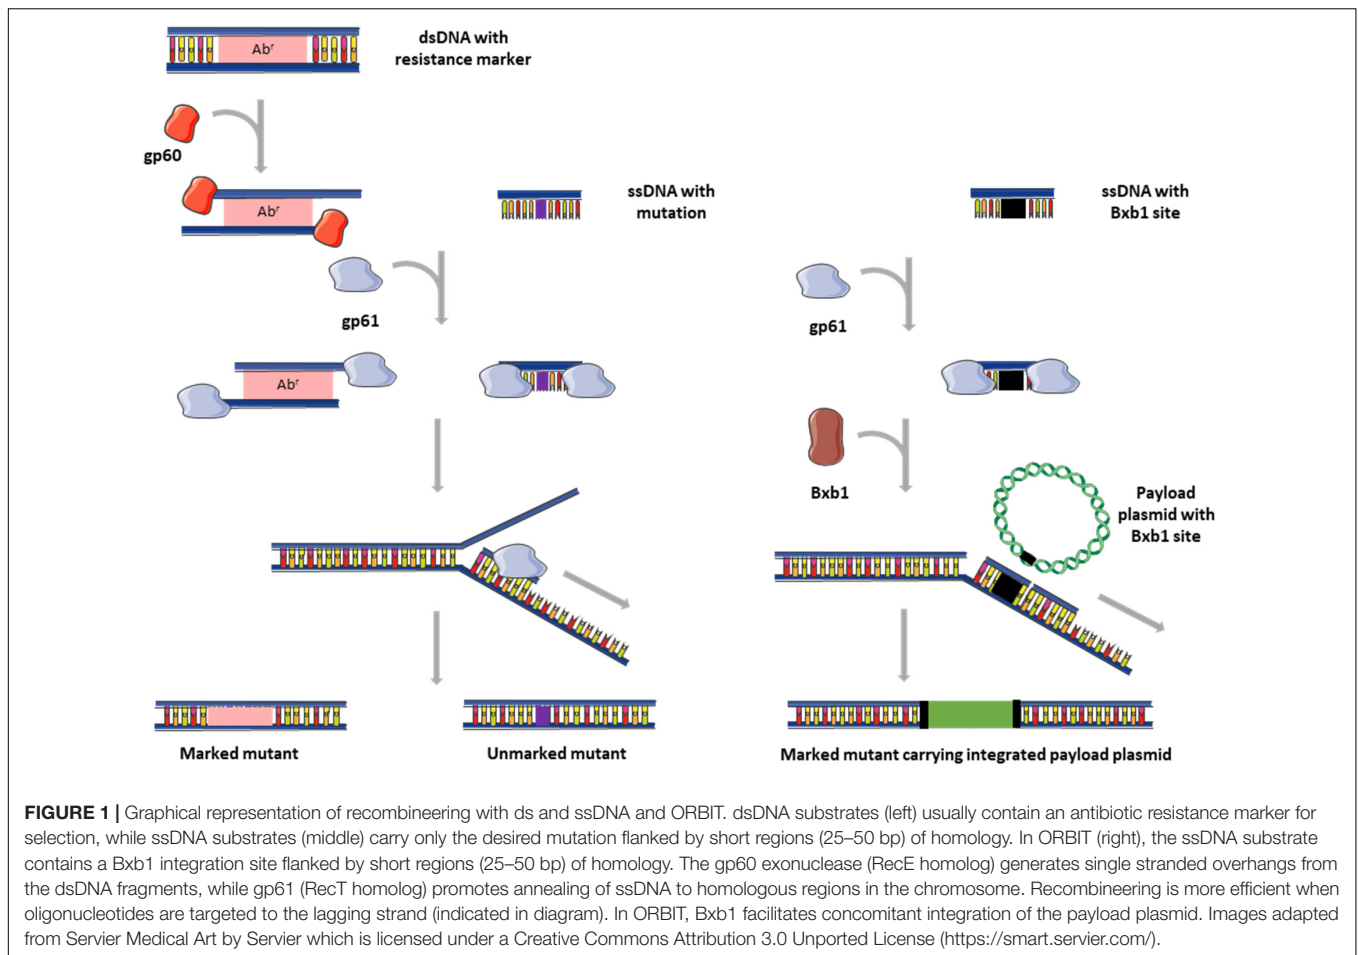 dsDNA with
resistance marker
Abʳ
gp60
Abʳ
ssDNA with
mutation
ssDNA with
Bxb1 site
gp61
gp61
Abʳ
Bxb1
Payload
plasmid with
Bxb1 site
Marked mutant
Unmarked mutant
Marked mutant carrying integrated payload plasmid
FIGURE 1 | Graphical representation of recombineering with ds and ssDNA and ORBIT. dsDNA substrates (left) usually contain an antibiotic resistance marker for
selection, while ssDNA substrates (middle) carry only the desired mutation flanked by short regions (25–50 bp) of homology. In ORBIT (right), the ssDNA substrate
contains a Bxb1 integration site flanked by short regions (25–50 bp) of homology. The gp60 exonuclease (RecE homolog) generates single stranded overhangs from
the dsDNA fragments, while gp61 (RecT homolog) promotes annealing of ssDNA to homologous regions in the chromosome. Recombineering is more efficient when
oligonucleotides are targeted to the lagging strand (indicated in diagram). In ORBIT, Bxb1 facilitates concomitant integration of the payload plasmid. Images adapted
from Servier Medical Art by Servier which is licensed under a Creative Commons Attribution 3.0 Unported License (https://smart.servier.com/).